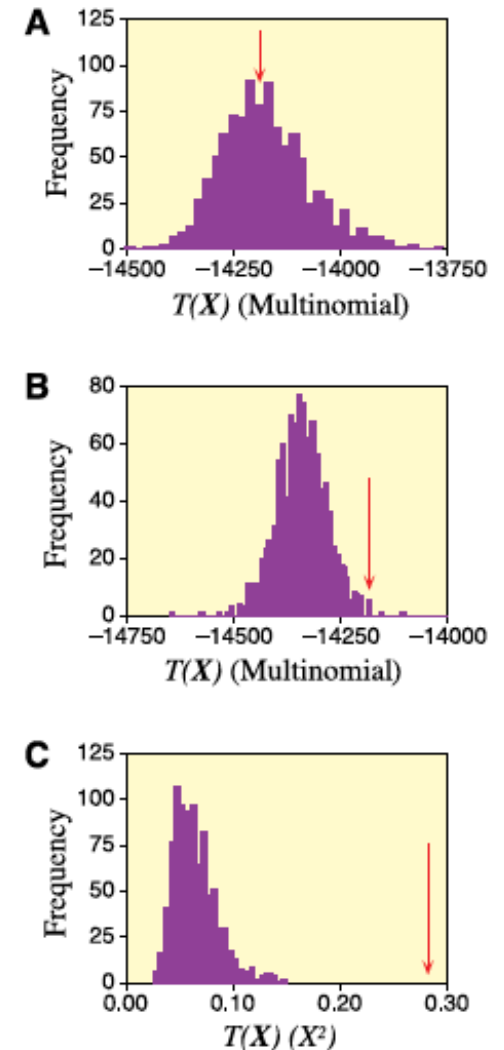 A
125
100
75
50
25
0
Frequency
−14500 −14250 −14000 −13750
T(X) (Multinomial)
B
80
60
40
20
0
Frequency
−14750 −14500 −14250 −14000
T(X) (Multinomial)
C
125
100
75
50
25
0
Frequency
0.00 0.10 0.20 0.30
T(X) (X²)